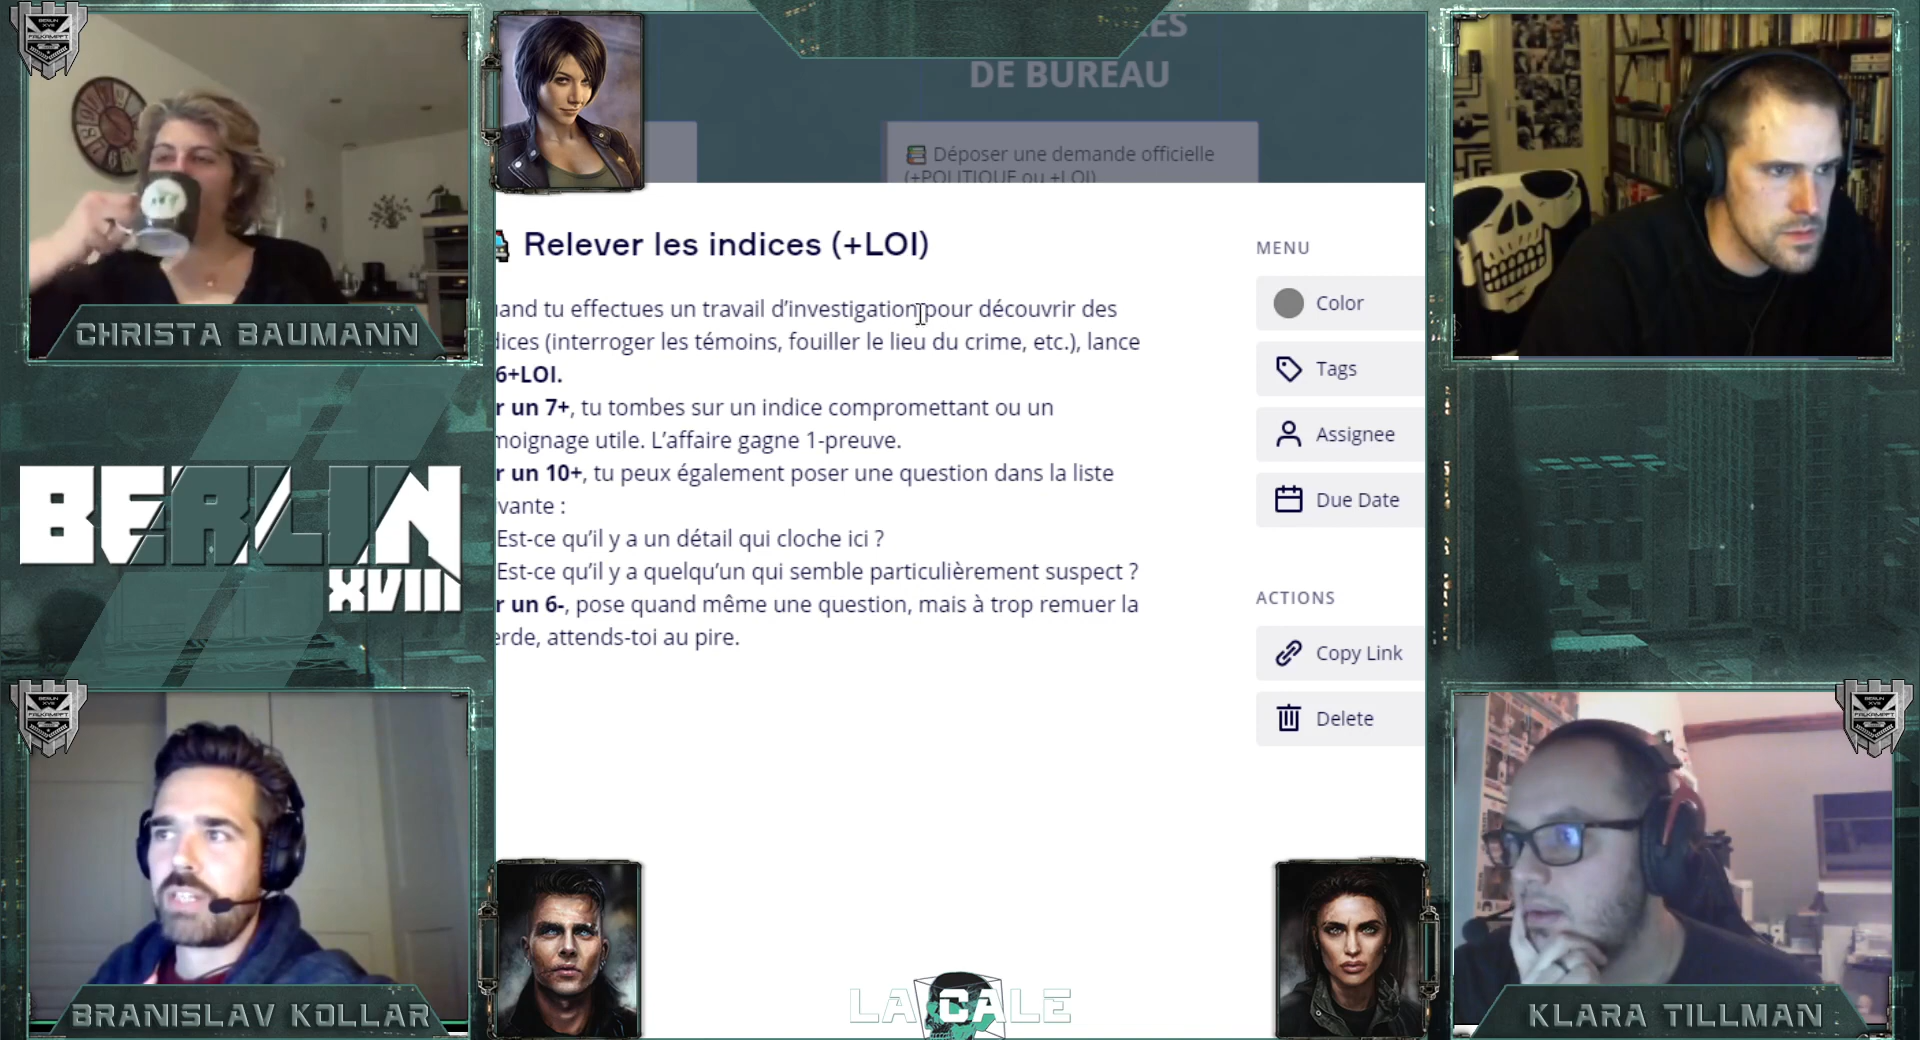 DE BUREAU
Déposer une demande officielle
(+POLITIQUE ou +LOI)
Relever les indices (+LOI)
MENU
and tu effectues un travail d’investigation pour découvrir des
dices (interroger les témoins, fouiller le lieu du crime, etc.), lance
6+LOI.
r un 7+, tu tombes sur un indice compromettant ou un
moignage utile. L’affaire gagne 1-preuve.
r un 10+, tu peux également poser une question dans la liste
vante :
Est-ce qu’il y a un détail qui cloche ici ?
Est-ce qu’il y a quelqu’un qui semble particulièrement suspect ?
r un 6-, pose quand même une question, mais à trop remuer la
erde, attends-toi au pire.
Color
Tags
Assignee
Due Date
ACTIONS
Copy Link
Delete
CHRISTA BAUMANN
BERLIN
XVIII
BRANISLAV KOLLAR
LA CALE
KLARA TILLMAN